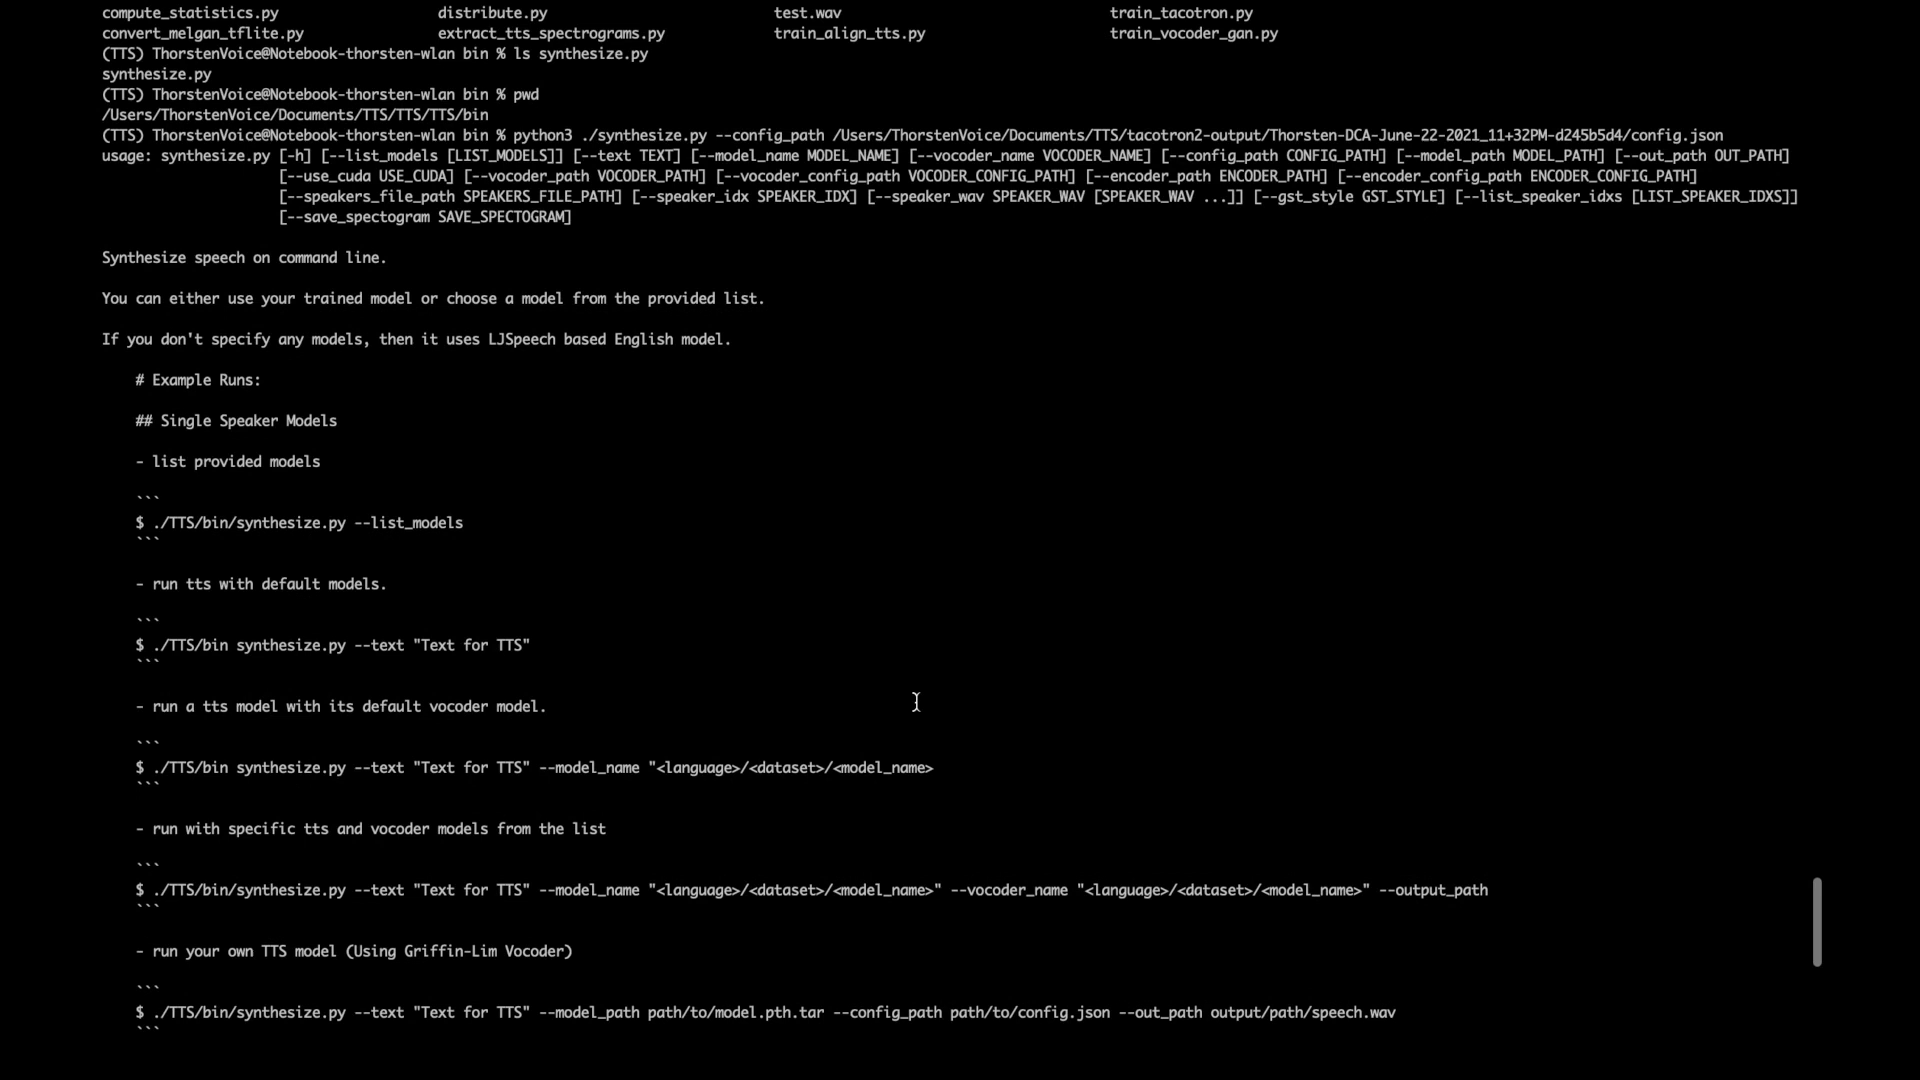 compute_statistics.py distribute.py test.wav train_tacotron.py
convert_melgan_tflite.py extract_tts_spectrograms.py train_align_tts.py train_vocoder_gan.py
(TTS) ThorstenVoice@Notebook-thorsten-wlan bin % ls synthesize.py
synthesize.py
(TTS) ThorstenVoice@Notebook-thorsten-wlan bin % pwd
/Users/ThorstenVoice/Documents/TTS/TTS/TTS/bin
(TTS) ThorstenVoice@Notebook-thorsten-wlan bin % python3 ./synthesize.py --config_path /Users/ThorstenVoice/Documents/TTS/tacotron2-output/Thorsten-DCA-June-22-2021_11+32PM-d245b5d4/config.json
usage: synthesize.py [-h] [--list_models [LIST_MODELS]] [--text TEXT] [--model_name MODEL_NAME] [--vocoder_name VOCODER_NAME] [--config_path CONFIG_PATH] [--model_path MODEL_PATH] [--out_path OUT_PATH]
[--use_cuda USE_CUDA] [--vocoder_path VOCODER_PATH] [--vocoder_config_path VOCODER_CONFIG_PATH] [--encoder_path ENCODER_PATH] [--encoder_config_path ENCODER_CONFIG_PATH]
[--speakers_file_path SPEAKERS_FILE_PATH] [--speaker_idx SPEAKER_IDX] [--speaker_wav SPEAKER_WAV [SPEAKER_WAV ...]] [--gst_style GST_STYLE] [--list_speaker_idxs [LIST_SPEAKER_IDXS]]
[--save_spectogram SAVE_SPECTOGRAM]
Synthesize speech on command line.
You can either use your trained model or choose a model from the provided list.
If you don't specify any models, then it uses LJSpeech based English model.
# Example Runs:
## Single Speaker Models
- list provided models
```
$ ./TTS/bin/synthesize.py --list_models
```
- run tts with default models.
```
$ ./TTS/bin synthesize.py --text "Text for TTS"
```
- run a tts model with its default vocoder model.
```
$ ./TTS/bin synthesize.py --text "Text for TTS" --model_name "<language>/<dataset>/<model_name>
```
- run with specific tts and vocoder models from the list
```
$ ./TTS/bin/synthesize.py --text "Text for TTS" --model_name "<language>/<dataset>/<model_name>" --vocoder_name "<language>/<dataset>/<model_name>" --output_path
```
- run your own TTS model (Using Griffin-Lim Vocoder)
```
$ ./TTS/bin/synthesize.py --text "Text for TTS" --model_path path/to/model.pth.tar --config_path path/to/config.json --out_path output/path/speech.wav
```